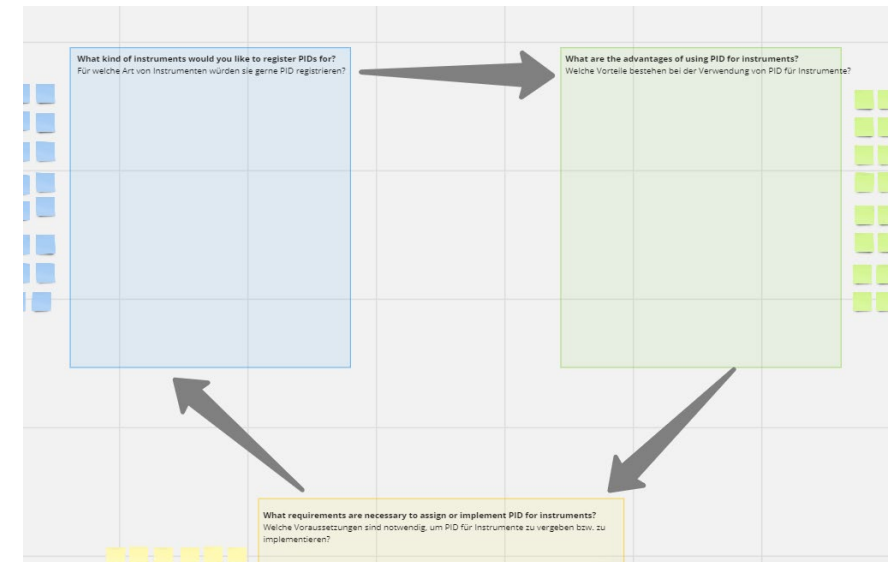 What kind of instruments would you like to register PIDs for?
Für welche Art von Instrumenten würden sie gerne PID registrieren?
What are the advantages of using PID for instruments?
Welche Vorteile bestehen bei der Verwendung von PID für Instrumente?
What requirements are necessary to assign or implement PID for instruments?
Welche Voraussetzungen sind notwendig, um PID für Instrumente zu vergeben bzw. zu
implementieren?